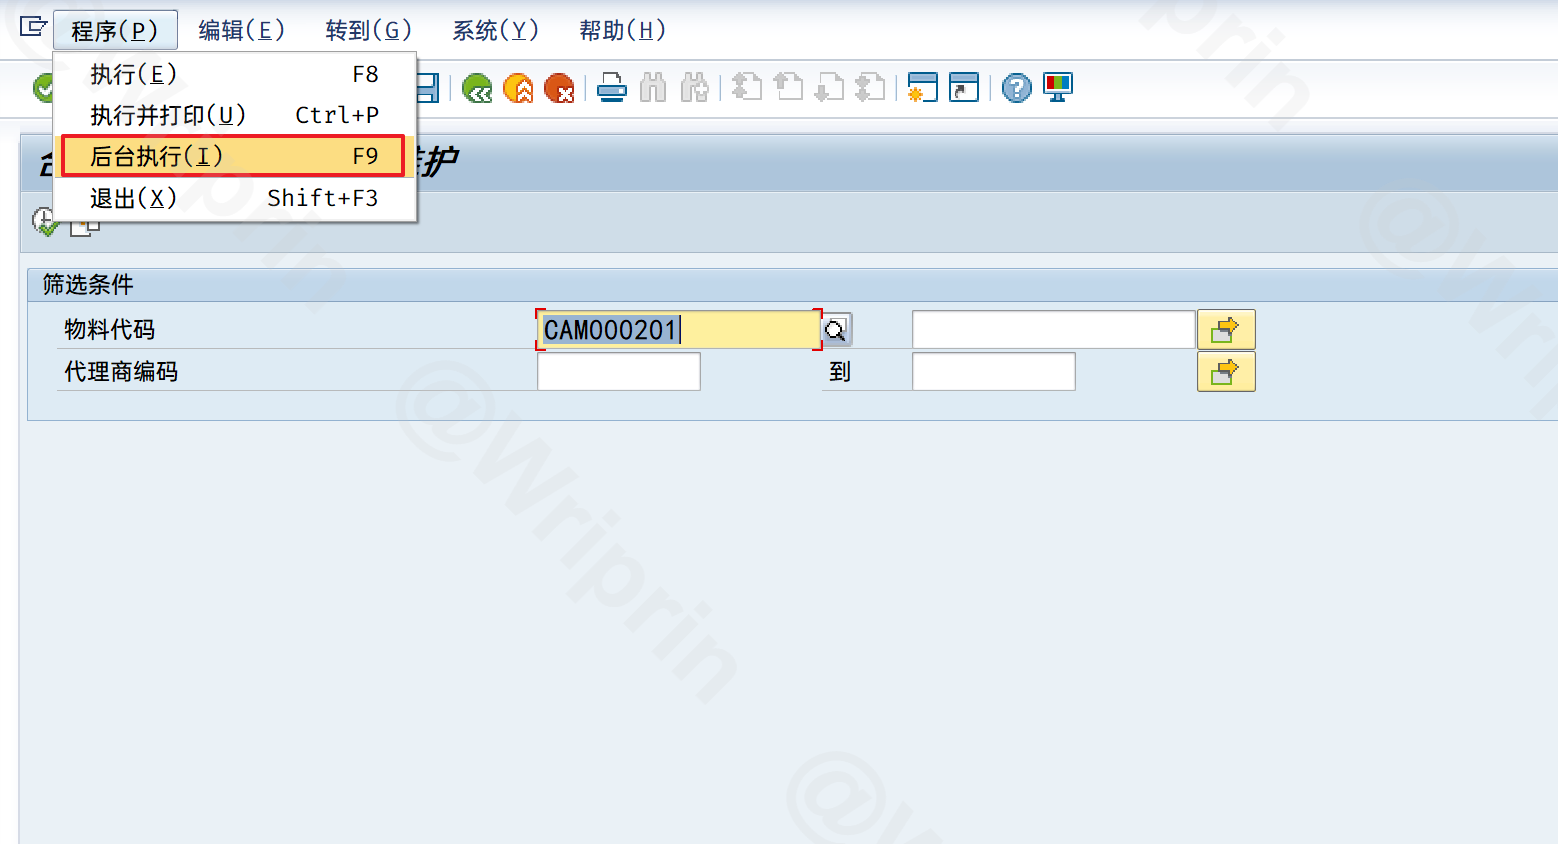 程序(P) 编辑(E) 转到(G) 系统(Y) 帮助(H)
执行(E) F8
执行并打印(U) Ctrl+P
后台执行(I) F9
退出(X) Shift+F3
护
筛选条件
物料代码 CAM000201
代理商编码 到
@Wriprin